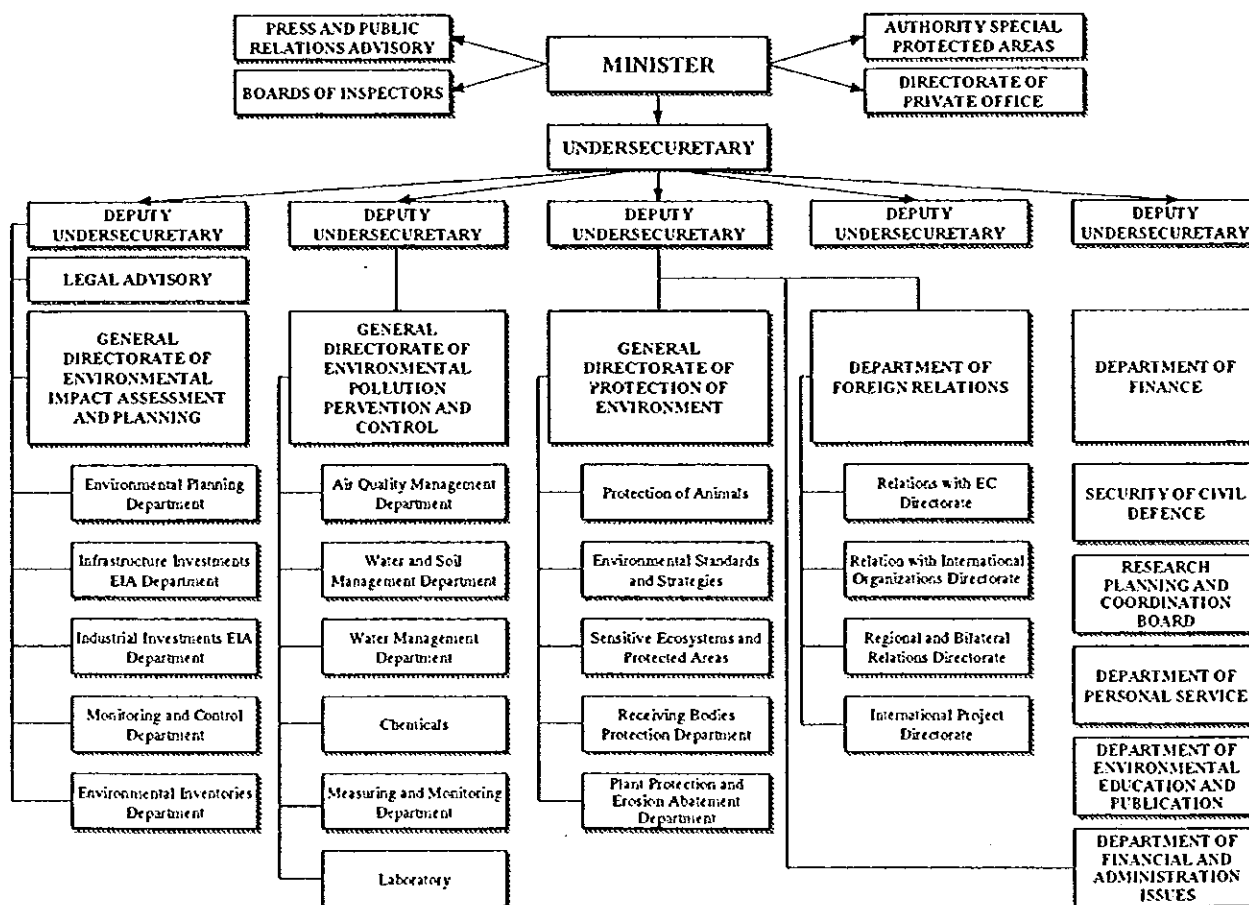 PRESS AND PUBLIC
RELATIONS ADVISORY
BOARDS OF INSPECTORS
MINISTER
AUTHORITY SPECIAL
PROTECTED AREAS
DIRECTORATE OF
PRIVATE OFFICE
UNDERSECURETARY
DEPUTY
UNDERSECURETARY
DEPUTY
UNDERSECURETARY
DEPUTY
UNDERSECURETARY
DEPUTY
UNDERSECURETARY
DEPUTY
UNDERSECURETARY
LEGAL ADVISORY
GENERAL
DIRECTORATE OF
ENVIRONMENTAL
IMPACT ASSESSMENT
AND PLANNING
Environmental Planning
Department
Infrastructure Investments
EIA Department
Industrial Investments EIA
Department
Monitoring and Control
Department
Environmental Inventories
Department
GENERAL
DIRECTORATE OF
ENVIRONMENTAL
POLLUTION
PERVENTION AND
CONTROL
Air Quality Management
Department
Water and Soil
Management Department
Water Management
Department
Chemicals
Measuring and Monitoring
Department
Laboratory
GENERAL
DIRECTORATE OF
PROTECTION OF
ENVIRONMENT
Protection of Animals
Environmental Standards
and Strategies
Sensitive Ecosystems and
Protected Areas
Receiving Bodies
Protection Department
Plant Protection and
Erosion Abatement
Department
DEPARTMENT OF
FOREIGN RELATIONS
Relations with EC
Directorate
Relation with International
Organizations Directorate
Regional and Bilateral
Relations Directorate
International Project
Directorate
DEPARTMENT OF
FINANCE
SECURITY OF CIVIL
DEFENCE
RESEARCH
PLANNING AND
COORDINATION
BOARD
DEPARTMENT OF
PERSONAL SERVICE
DEPARTMENT OF
ENVIRONMENTAL
EDUCATION AND
PUBLICATION
DEPARTMENT OF
FINANCIAL AND
ADMINISTRATION
ISSUES